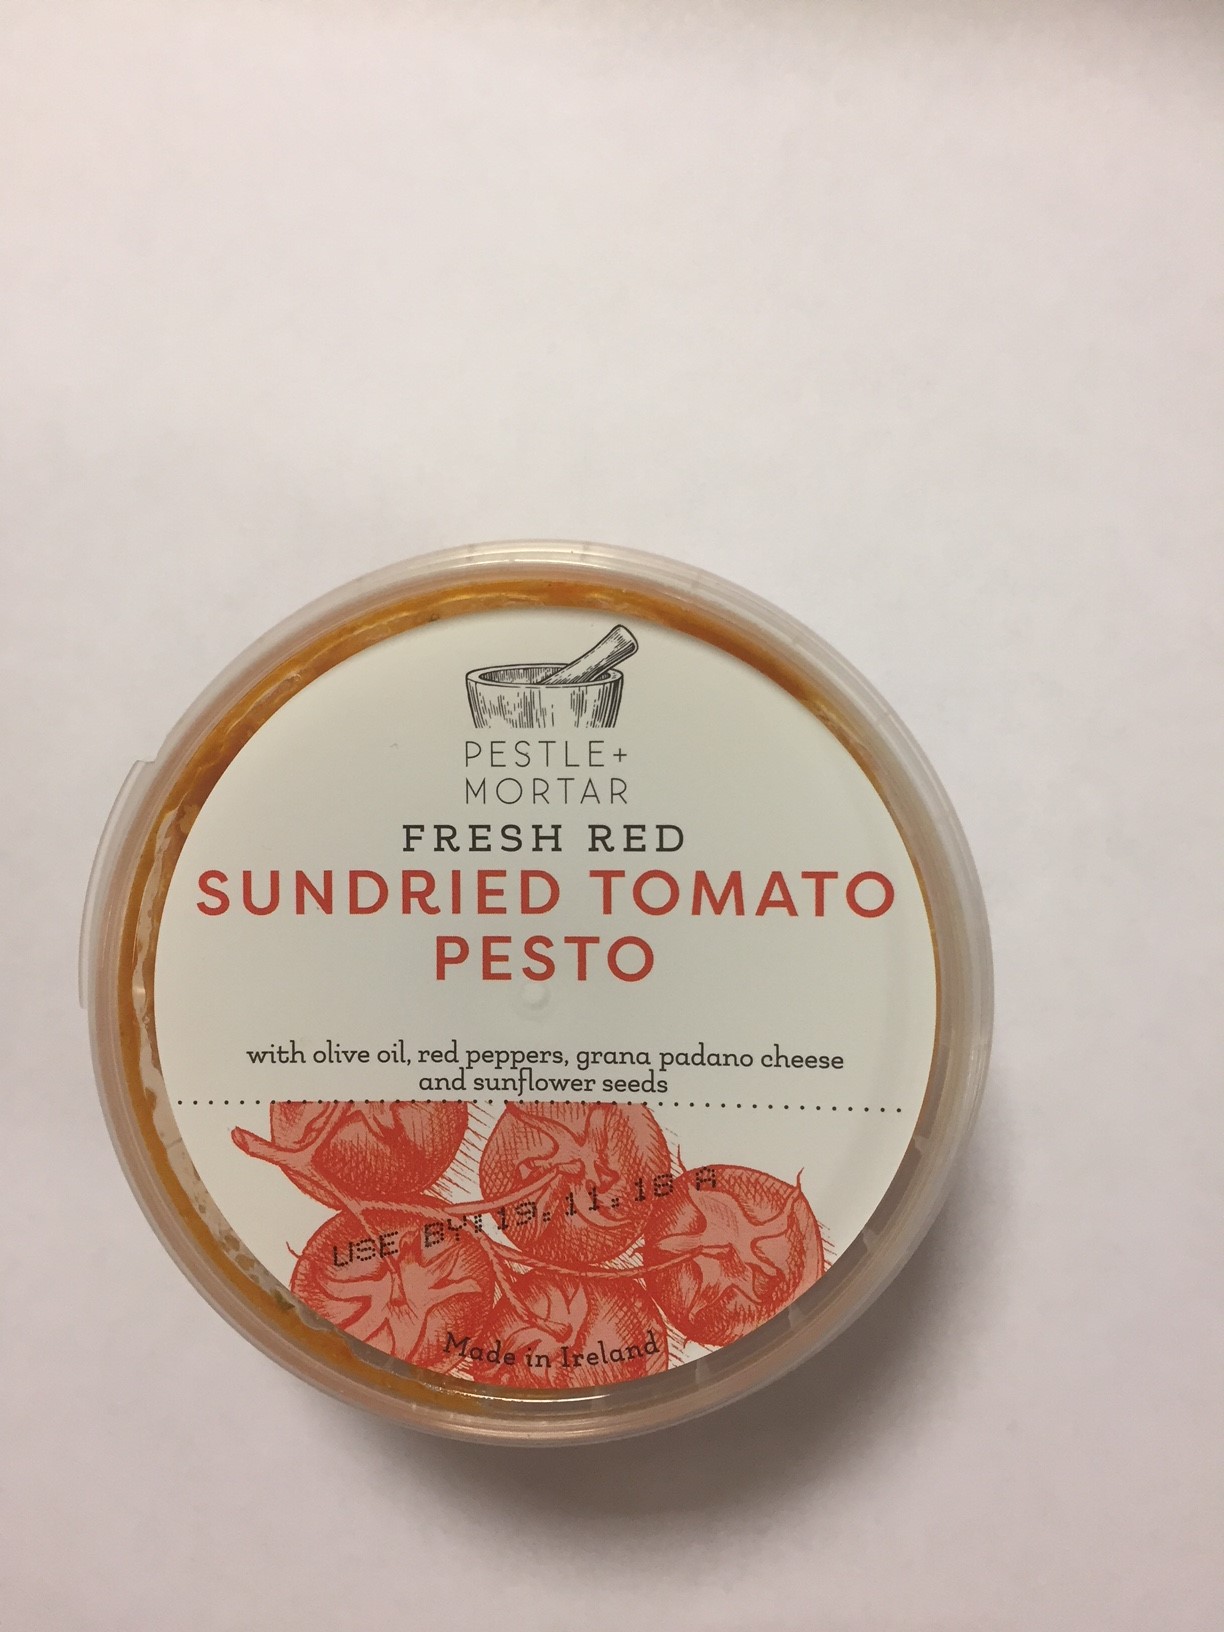 PESTLE+
MORTAR
FRESH RED
SUNDRIED TOMATO
PESTO
with olive oil, red peppers, grana padano cheese
and sunflower seeds
USE BY: 19.11.18 A
Made in Ireland